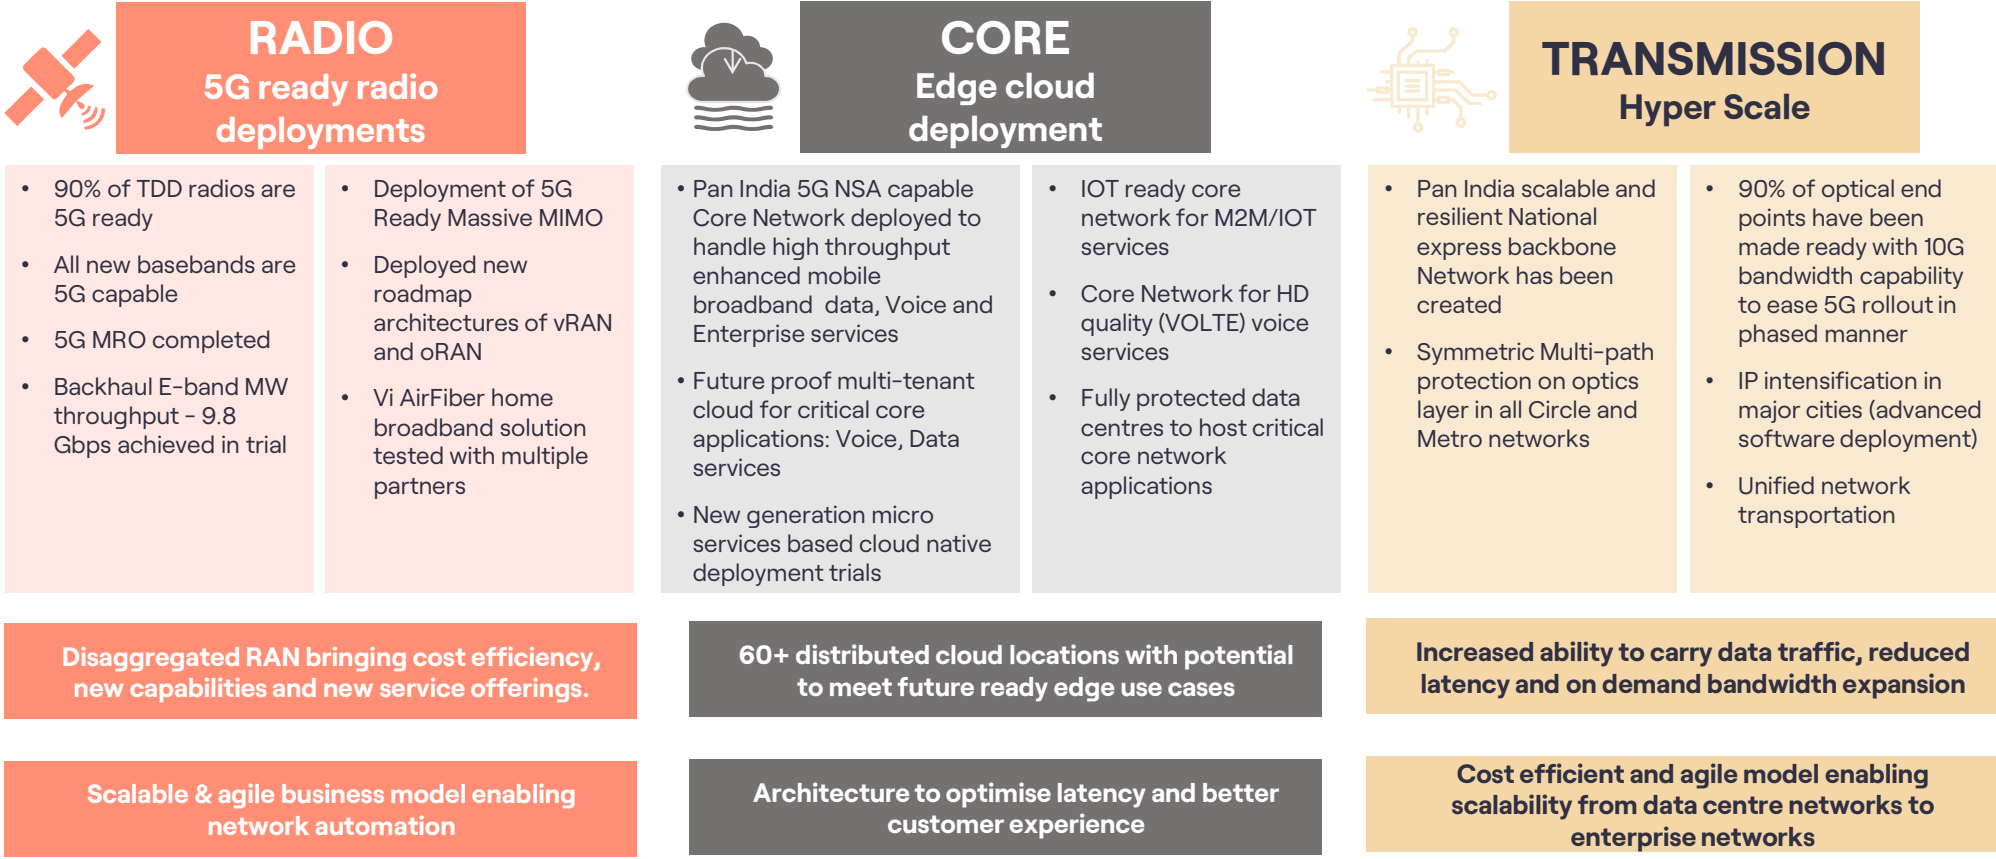 RADIO
5G ready radio
deployments
• 90% of TDD radios are
5G ready
• All new basebands are
5G capable
• 5G MRO completed
• Backhaul E-band MW
throughput - 9.8
Gbps achieved in trial
• Deployment of 5G
Ready Massive MIMO
• Deployed new
roadmap
architectures of vRAN
and oRAN
• Vi AirFiber home
broadband solution
tested with multiple
partners
Disaggregated RAN bringing cost efficiency,
new capabilities and new service offerings.
Scalable & agile business model enabling
network automation
CORE
Edge cloud
deployment
• Pan India 5G NSA capable
Core Network deployed to
handle high throughput
enhanced mobile
broadband data, Voice and
Enterprise services
• Future proof multi-tenant
cloud for critical core
applications: Voice, Data
services
• New generation micro
services based cloud native
deployment trials
• IOT ready core
network for M2M/IOT
services
• Core Network for HD
quality (VOLTE) voice
services
• Fully protected data
centres to host critical
core network
applications
60+ distributed cloud locations with potential
to meet future ready edge use cases
Architecture to optimise latency and better
customer experience
TRANSMISSION
Hyper Scale
• Pan India scalable and
resilient National
express backbone
Network has been
created
• Symmetric Multi-path
protection on optics
layer in all Circle and
Metro networks
• 90% of optical end
points have been
made ready with 10G
bandwidth capability
to ease 5G rollout in
phased manner
• IP intensification in
major cities (advanced
software deployment)
• Unified network
transportation
Increased ability to carry data traffic, reduced
latency and on demand bandwidth expansion
Cost efficient and agile model enabling
scalability from data centre networks to
enterprise networks